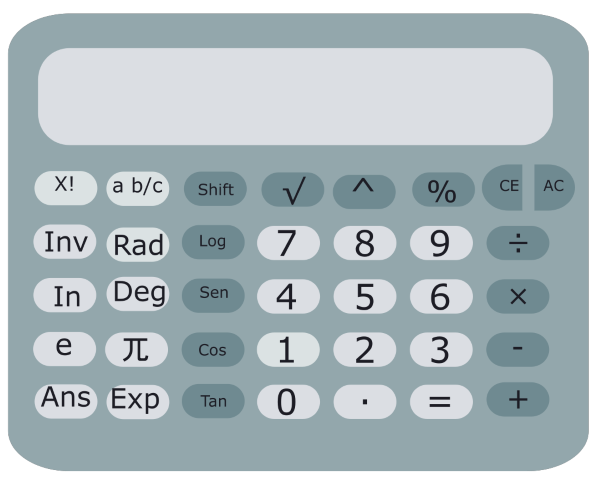 X! a b/c Shift √ ^ % CE AC
Inv Rad Log 7 8 9 ÷
In Deg Sen 4 5 6 ×
e π Cos 1 2 3 -
Ans Exp Tan 0 . = +